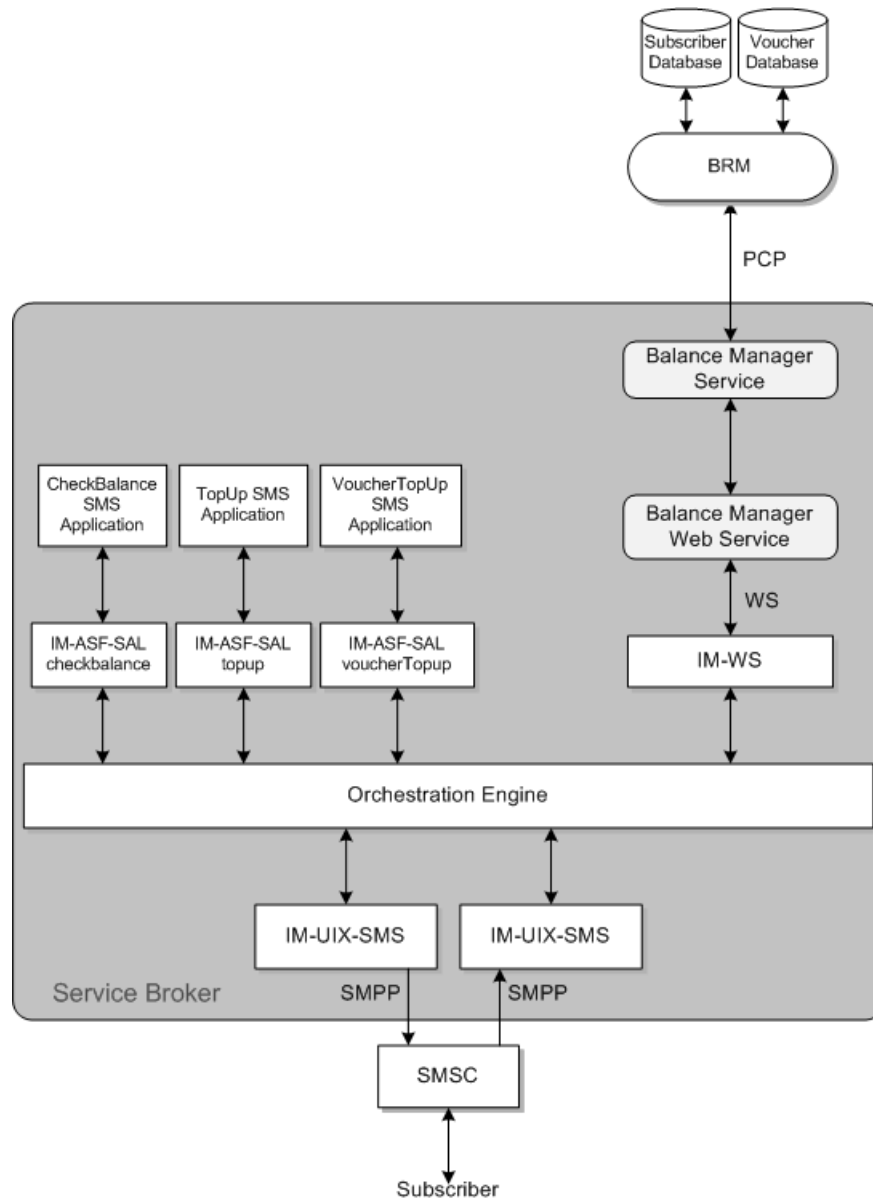 Subscriber
Database
Voucher
Database
BRM
PCP
Balance Manager
Service
CheckBalance
SMS
Application
TopUp SMS
Application
VoucherTopUp
SMS
Application
Balance Manager
Web Service
WS
IM-ASF-SAL
checkbalance
IM-ASF-SAL
topup
IM-ASF-SAL
voucherTopup
IM-WS
Orchestration Engine
IM-UIX-SMS
IM-UIX-SMS
Service Broker
SMPP
SMPP
SMSC
Subscriber